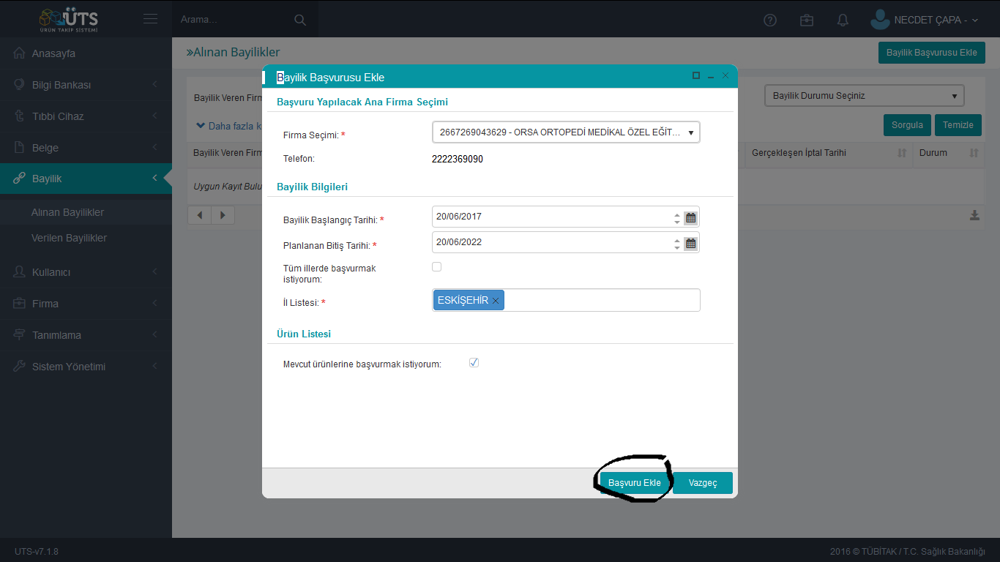 ÜTS
ÜRÜN TAKİP SİSTEMİ
Arama...
NECDET ÇAPA -
Anasayfa
Bilgi Bankası
Tıbbi Cihaz
Belge
Bayilik
Alınan Bayilikler
Verilen Bayilikler
Kullanıcı
Firma
Tanımlama
Sistem Yönetimi
»Alınan Bayilikler
Bayilik Başvurusu Ekle
Bayilik Veren Firm
Bayilik Durumu Seçiniz
Daha fazla k
Sorgula
Temizle
Bayilik Veren Firm
Gerçekleşen İptal Tarihi
Durum
Uygun Kayıt Bulu
Bayilik Başvurusu Ekle
Başvuru Yapılacak Ana Firma Seçimi
Firma Seçimi: *
2667269043629 - ORSA ORTOPEDİ MEDİKAL ÖZEL EĞİT...
Telefon:
2222369090
Bayilik Bilgileri
Bayilik Başlangıç Tarihi: *
20/06/2017
Planlanan Bitiş Tarihi: *
20/06/2022
Tüm illerde başvurmak
istiyorum:
İl Listesi: *
ESKİŞEHİR ×
Ürün Listesi
Mevcut ürünlerine başvurmak istiyorum:
Başvuru Ekle
Vazgeç
UTS-v7.1.8
2016 © TÜBİTAK / T.C. Sağlık Bakanlığı